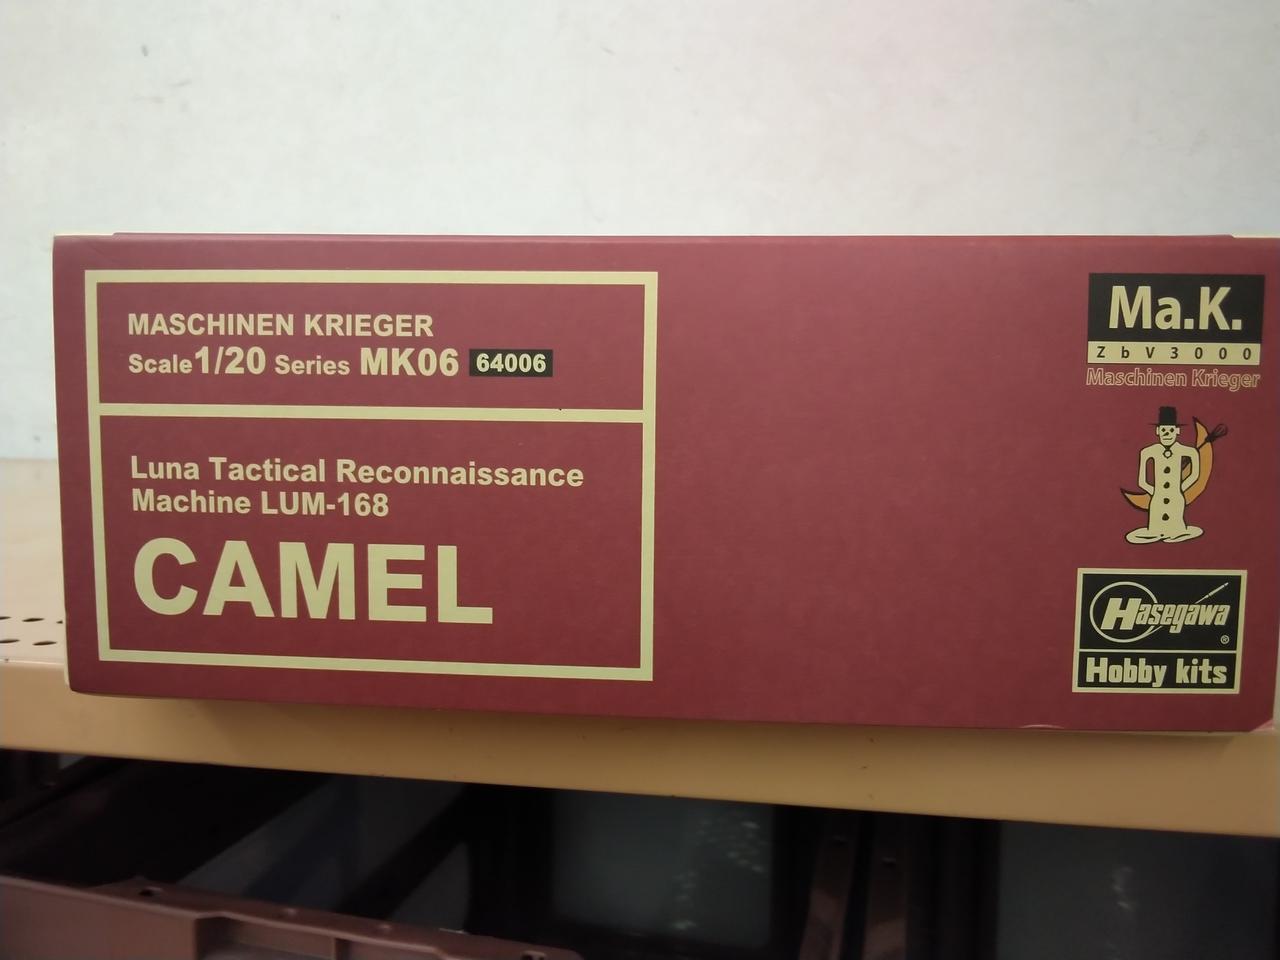 MASCHINEN KRIEGER
Scale 1/20 Series MK06 64006
Luna Tactical Reconnaissance
Machine LUM-168
CAMEL
Ma.K.
ZbV3000
Maschinen Krieger
Hasegawa ®
Hobby kits